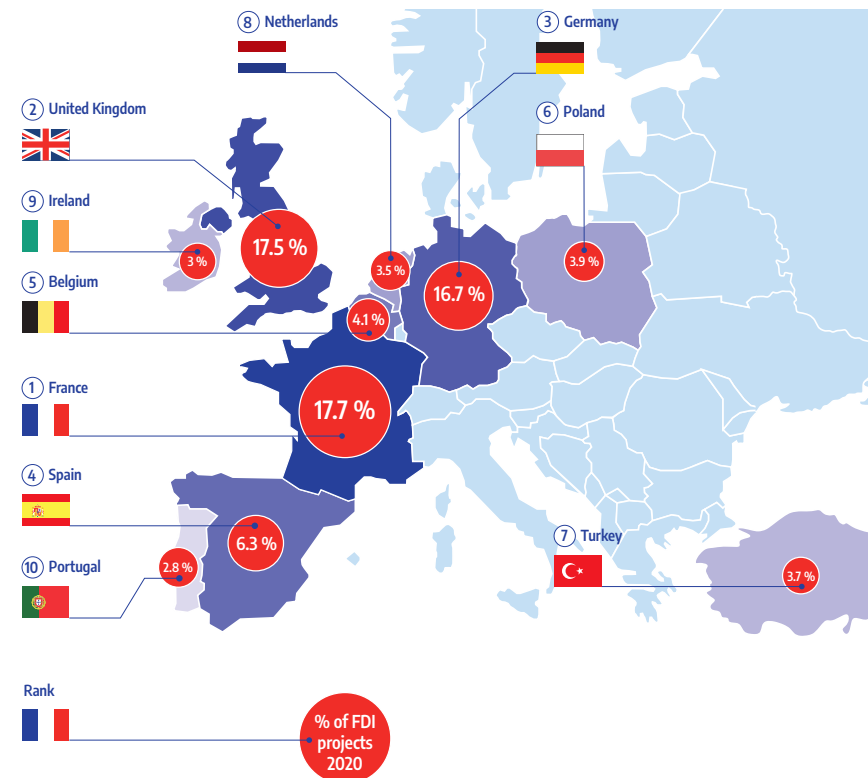 8 Netherlands
3 Germany
2 United Kingdom
6 Poland
9 Ireland
17.5 %
3 %
3.5 %
16.7 %
3.9 %
5 Belgium
4.1 %
1 France
17.7 %
4 Spain
6.3 %
7 Turkey
10 Portugal
2.8 %
3.7 %
Rank
% of FDI
projects
2020